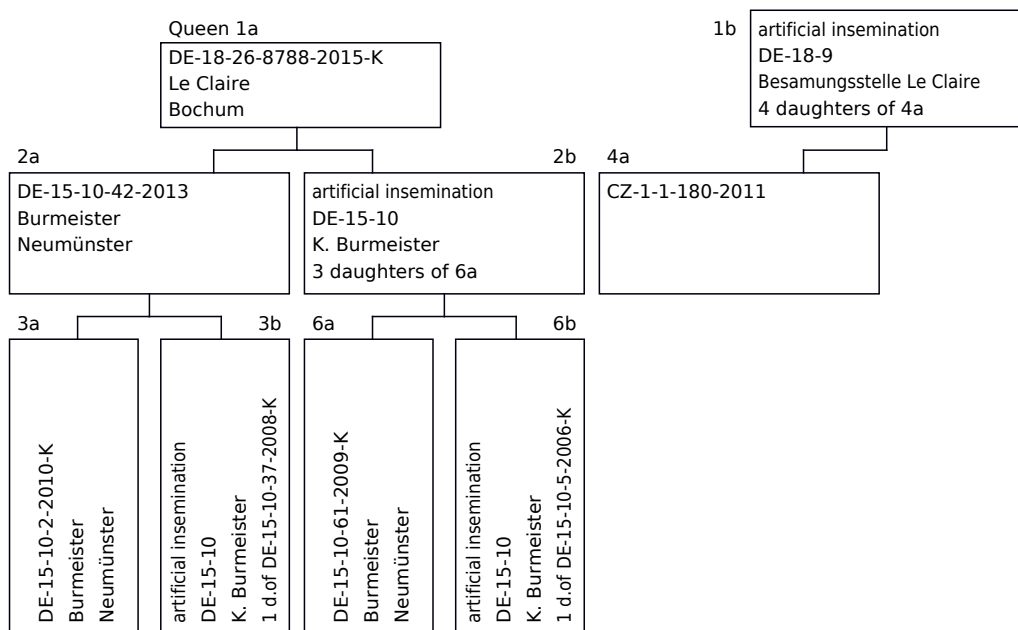 Queen 1a
DE-18-26-8788-2015-K
Le Claire
Bochum
1b
artificial insemination
DE-18-9
Besamungsstelle Le Claire
4 daughters of 4a
2a
DE-15-10-42-2013
Burmeister
Neumünster
2b
artificial insemination
DE-15-10
K. Burmeister
3 daughters of 6a
4a
CZ-1-1-180-2011
3a
DE-15-10-2-2010-K
Burmeister
Neumünster
3b
artificial insemination
DE-15-10
K. Burmeister
1 d.of DE-15-10-37-2008-K
6a
DE-15-10-61-2009-K
Burmeister
Neumünster
6b
artificial insemination
DE-15-10
K. Burmeister
1 d.of DE-15-10-5-2006-K